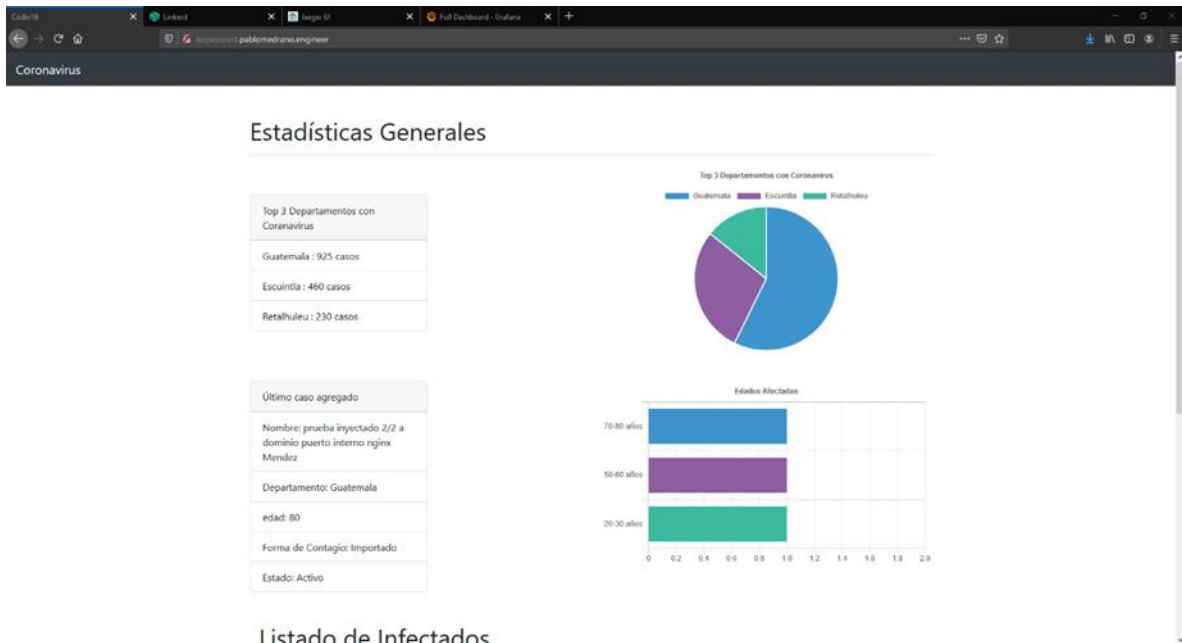 Codin19
Linkerd
Jaeger UI
Full Dashboard - Grafana
pablomedrano.engineer
Coronavirus
Estadísticas Generales
Top 3 Departamentos con
Coranavirus
Guatemala : 925 casos
Escuintla : 460 casos
Retalhuleu : 230 casos
Top 3 Departamentos con Coronavirus
Guatemala Escuintla Retalhuleu
Último caso agregado
Nombre: prueba inyectado 2/2 a
dominio puerto interno nginx
Mendez
Departamento: Guatemala
edad: 80
Forma de Contagio: Importado
Estado: Activo
Edades Afectadas
70-80 años
50-60 años
20-30 años
0 0.2 0.4 0.6 0.8 1.0 1.2 1.4 1.6 1.8 2.0
Listado de Infectados